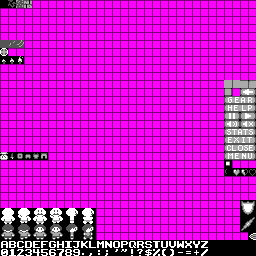 GEAR
HELP
STATS
EXIT
CLOSE
MENU
ABCDEFGHIJKLMNOPQRSTUVWXYZ
0123456789.,:;'"!?$%()-=+/